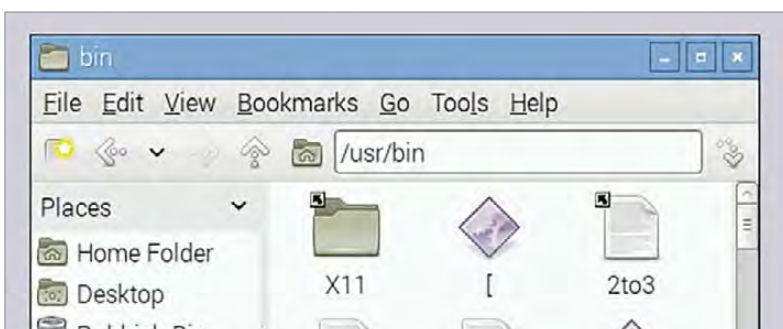 bin
File Edit View Bookmarks Go Tools Help
/usr/bin
Places
Home Folder
Desktop
X11
[
2to3